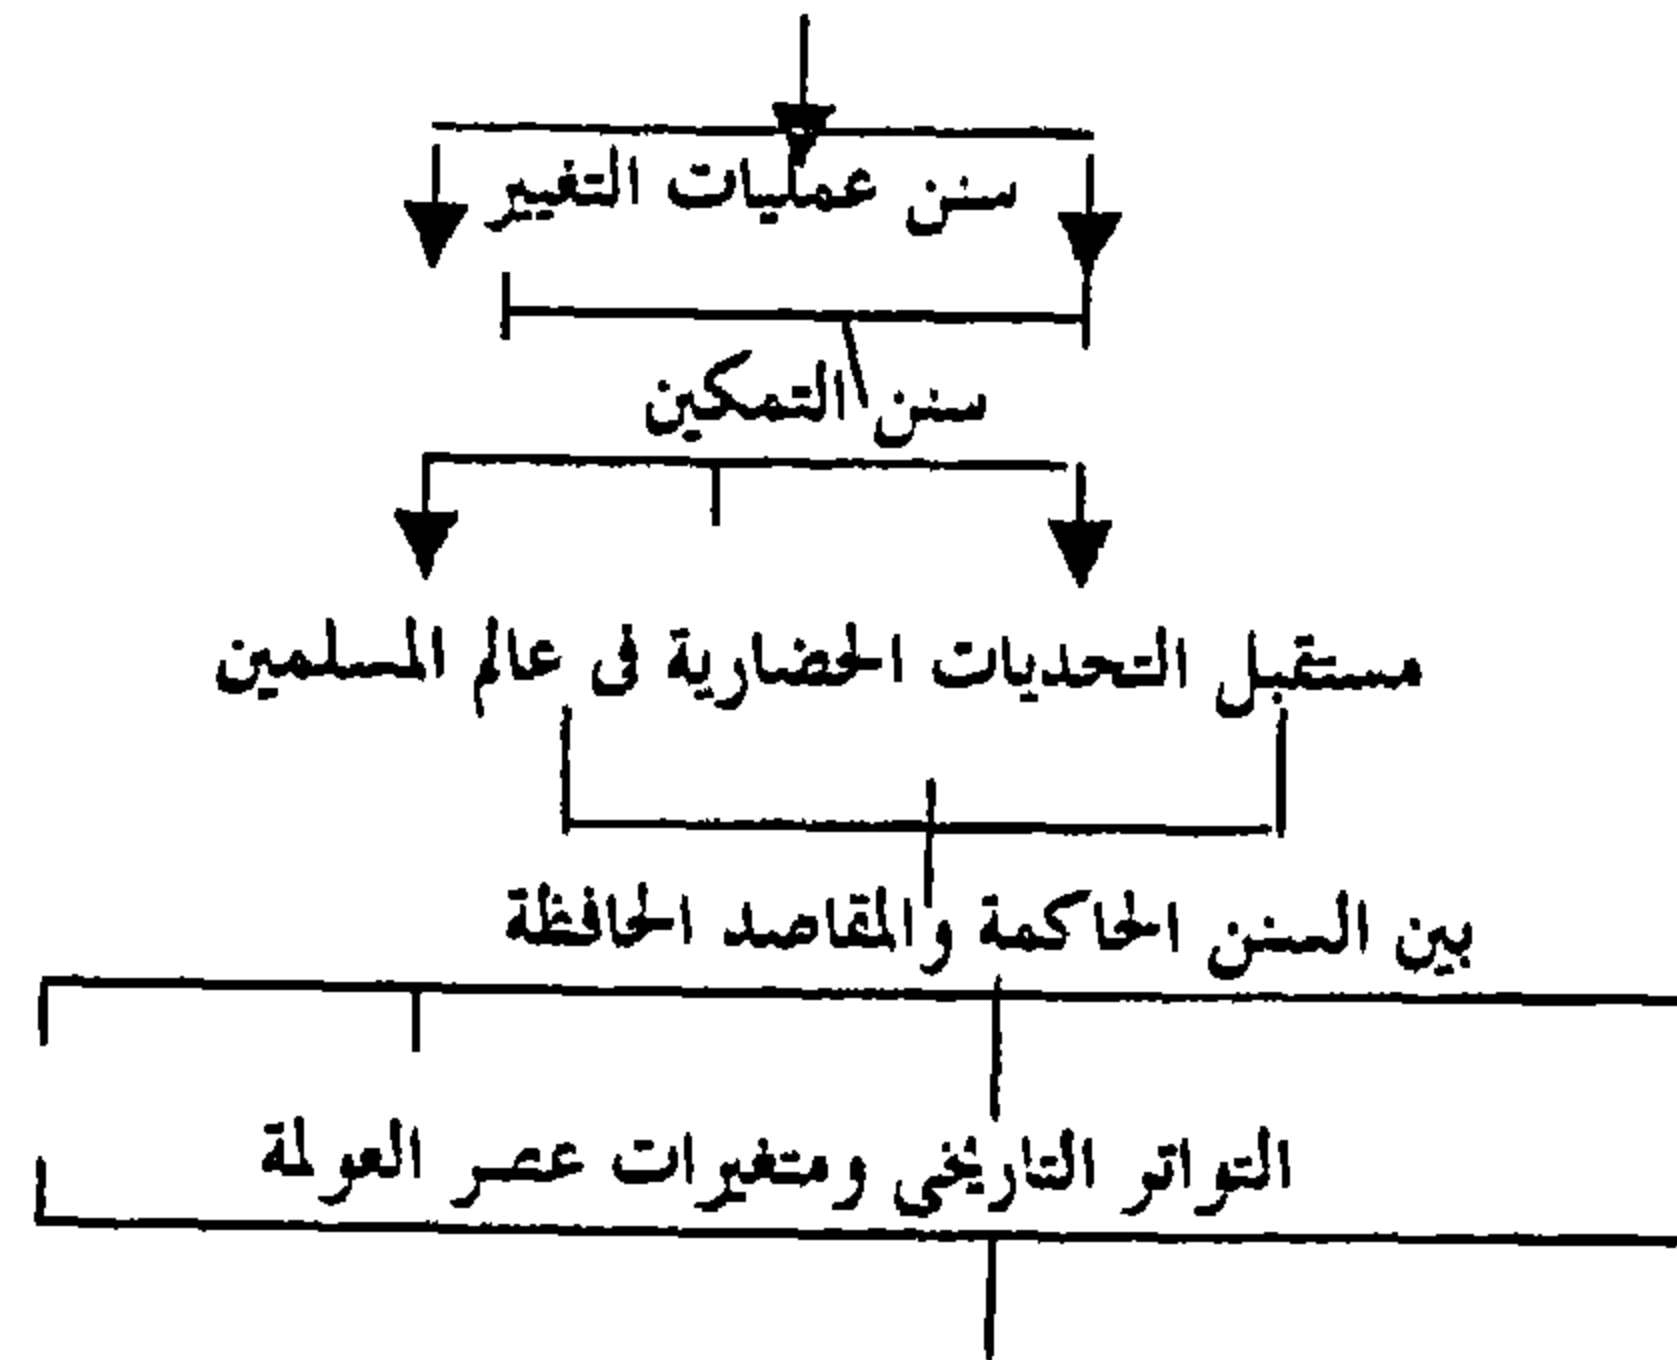 سنن عمليات التغيير
سنن التمكين
مستقبل التحديات الحضارية فى عالم المسلمين
بين السنن الحاكمة والمقاصد الحافظة
التواتر التاريخى ومتغيرات عصر العولمة